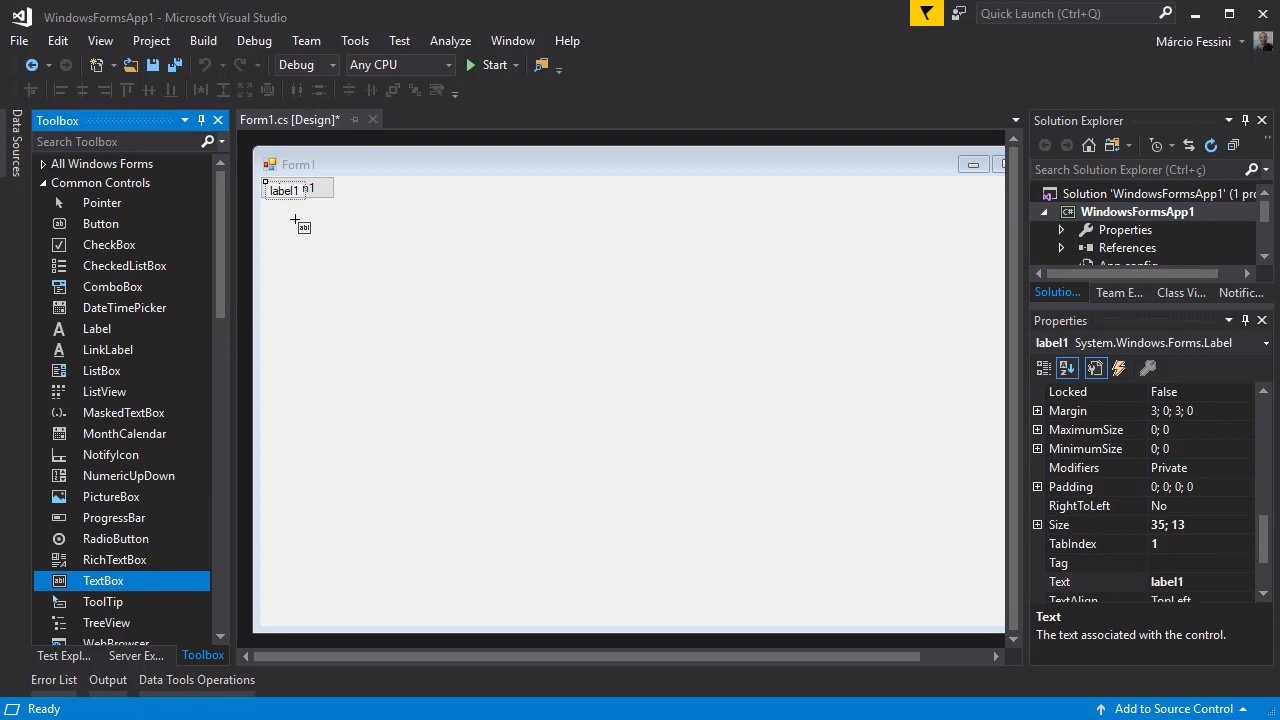 WindowsFormsApp1 - Microsoft Visual Studio
Quick Launch (Ctrl+Q)
File Edit View Project Build Debug Team Tools Test Analyze Window Help
Márcio Fessini
Debug Any CPU Start
Data Sources
Toolbox
Search Toolbox
All Windows Forms
Common Controls
Pointer
Button
CheckBox
CheckedListBox
ComboBox
DateTimePicker
Label
LinkLabel
ListBox
ListView
MaskedTextBox
MonthCalendar
NotifyIcon
NumericUpDown
PictureBox
ProgressBar
RadioButton
RichTextBox
TextBox
ToolTip
TreeView
WebBrowser
Test Expl... Server Ex... Toolbox
Form1.cs [Design]*
Form1
label1 n1
Solution Explorer
Search Solution Explorer (Ctrl+ç)
Solution 'WindowsFormsApp1' (1 pro
WindowsFormsApp1
Properties
References
App.config
Solutio... Team E... Class Vi... Notific...
Properties
label1 System.Windows.Forms.Label
Locked False
Margin 3; 0; 3; 0
MaximumSize 0; 0
MinimumSize 0; 0
Modifiers Private
Padding 0; 0; 0; 0
RightToLeft No
Size 35; 13
TabIndex 1
Tag
Text label1
TextAlign TopLeft
Text
The text associated with the control.
Error List Output Data Tools Operations
Ready
Add to Source Control